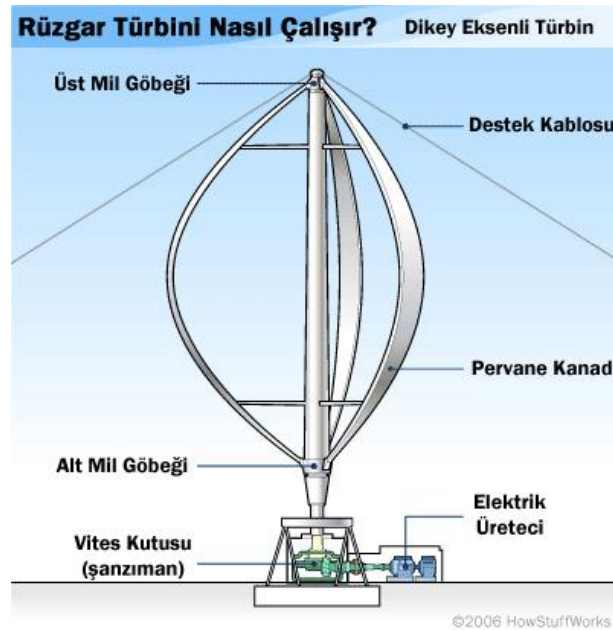 Rüzgar Türbini Nasıl Çalışır? Dikey Eksenli Türbin
Üst Mil Göbeği
Destek Kablosu
Pervane Kanad
Alt Mil Göbeği
Elektrik
Üreteci
Vites Kutusu
(şanzıman)
©2006 HowStuffWorks